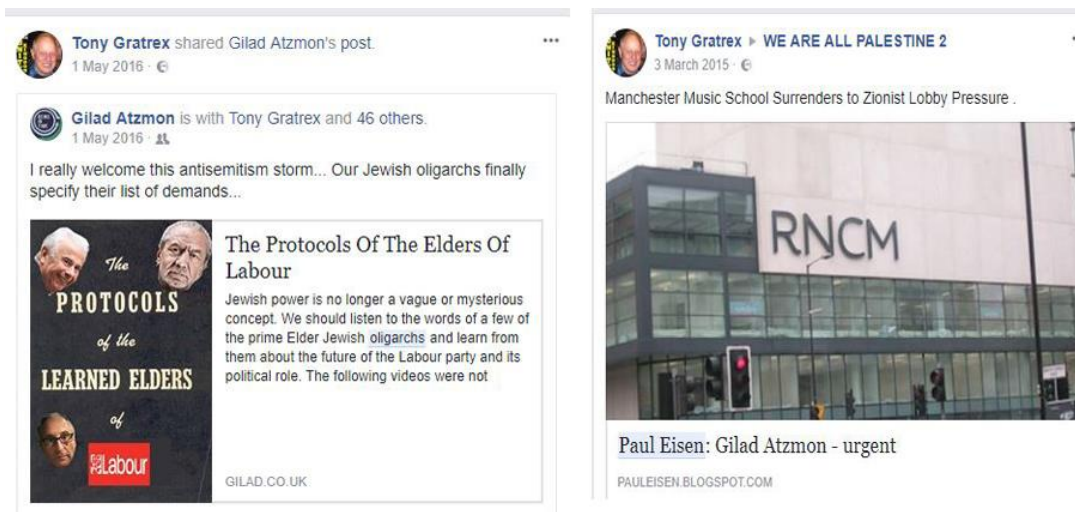 Tony Gratrex shared Gilad Atzmon's post.
1 May 2016
Gilad Atzmon is with Tony Gratrex and 46 others.
1 May 2016
I really welcome this antisemitism storm... Our Jewish oligarchs finally
specify their list of demands...
The
PROTOCOLS
of the
LEARNED ELDERS
of
Labour
The Protocols Of The Elders Of
Labour
Jewish power is no longer a vague or mysterious
concept. We should listen to the words of a few of
the prime Elder Jewish oligarchs and learn from
them about the future of the Labour party and its
political role. The following videos were not
GILAD.CO.UK
Tony Gratrex ▸ WE ARE ALL PALESTINE 2
3 March 2015
Manchester Music School Surrenders to Zionist Lobby Pressure .
RNCM
Paul Eisen: Gilad Atzmon - urgent
PAULEISEN.BLOGSPOT.COM